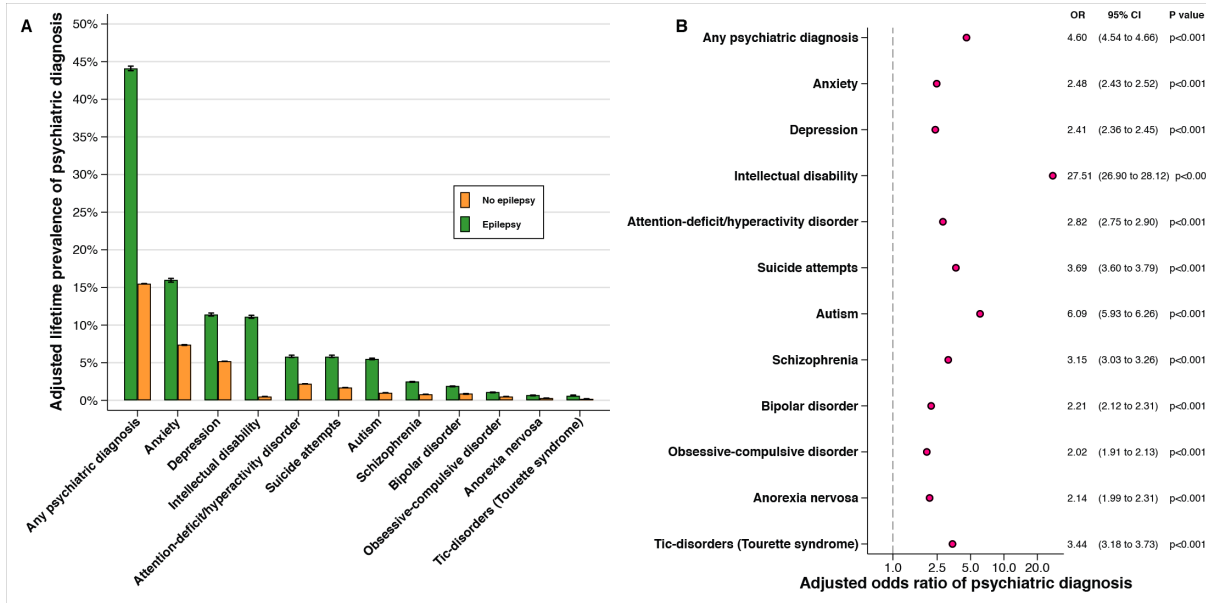 A
Adjusted lifetime prevalence of psychiatric diagnosis
50%
45%
40%
35%
30%
25%
20%
15%
10%
5%
0%
No epilepsy
Epilepsy
Any psychiatric diagnosis
Anxiety
Depression
Intellectual disability
Attention-deficit/hyperactivity disorder
Suicide attempts
Autism
Schizophrenia
Bipolar disorder
Obsessive-compulsive disorder
Anorexia nervosa
Tic-disorders (Tourette syndrome)
B
OR 95% CI P value
Any psychiatric diagnosis 4.60 (4.54 to 4.66) p<0.001
Anxiety 2.48 (2.43 to 2.52) p<0.001
Depression 2.41 (2.36 to 2.45) p<0.001
Intellectual disability 27.51 (26.90 to 28.12) p<0.00
Attention-deficit/hyperactivity disorder 2.82 (2.75 to 2.90) p<0.001
Suicide attempts 3.69 (3.60 to 3.79) p<0.001
Autism 6.09 (5.93 to 6.26) p<0.001
Schizophrenia 3.15 (3.03 to 3.26) p<0.001
Bipolar disorder 2.21 (2.12 to 2.31) p<0.001
Obsessive-compulsive disorder 2.02 (1.91 to 2.13) p<0.001
Anorexia nervosa 2.14 (1.99 to 2.31) p<0.001
Tic-disorders (Tourette syndrome) 3.44 (3.18 to 3.73) p<0.001
1.0 2.5 5.0 10.0 20.0
Adjusted odds ratio of psychiatric diagnosis